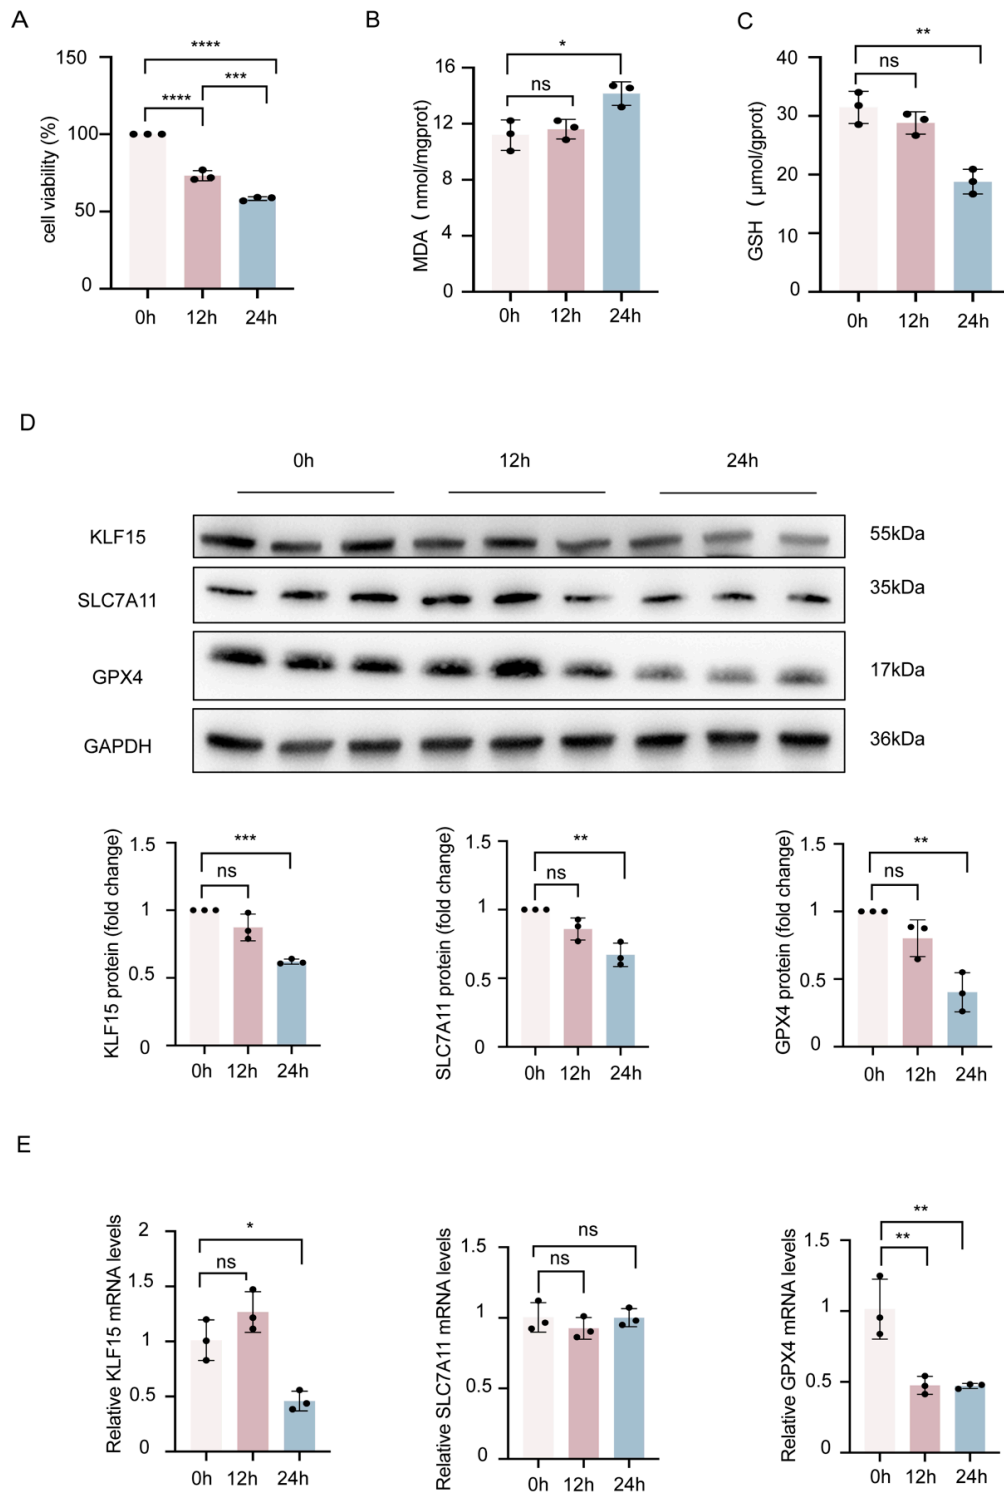 A
B
C
cell viability (%)
150
100
50
0
****
***
****
0h 12h 24h
MDA ( nmol/mgprot)
16
12
8
4
0
*
ns
0h 12h 24h
GSH ( μmol/gprot)
40
30
20
10
0
**
ns
0h 12h 24h
D
0h 12h 24h
KLF15 55kDa
SLC7A11 35kDa
GPX4 17kDa
GAPDH 36kDa
KLF15 protein (fold change)
1.5
1
0.5
0
***
ns
0h 12h 24h
SLC7A11 protein (fold change)
1.5
1
0.5
0
**
ns
0h 12h 24h
GPX4 protein (fold change)
1.5
1
0.5
0
**
ns
0h 12h 24h
E
Relative KLF15 mRNA levels
2
1.5
1
0.5
0
*
ns
0h 12h 24h
Relative SLC7A11 mRNA levels
1.5
1
0.5
0
ns
ns
0h 12h 24h
Relative GPX4 mRNA levels
1.5
1
0.5
0
**
**
0h 12h 24h